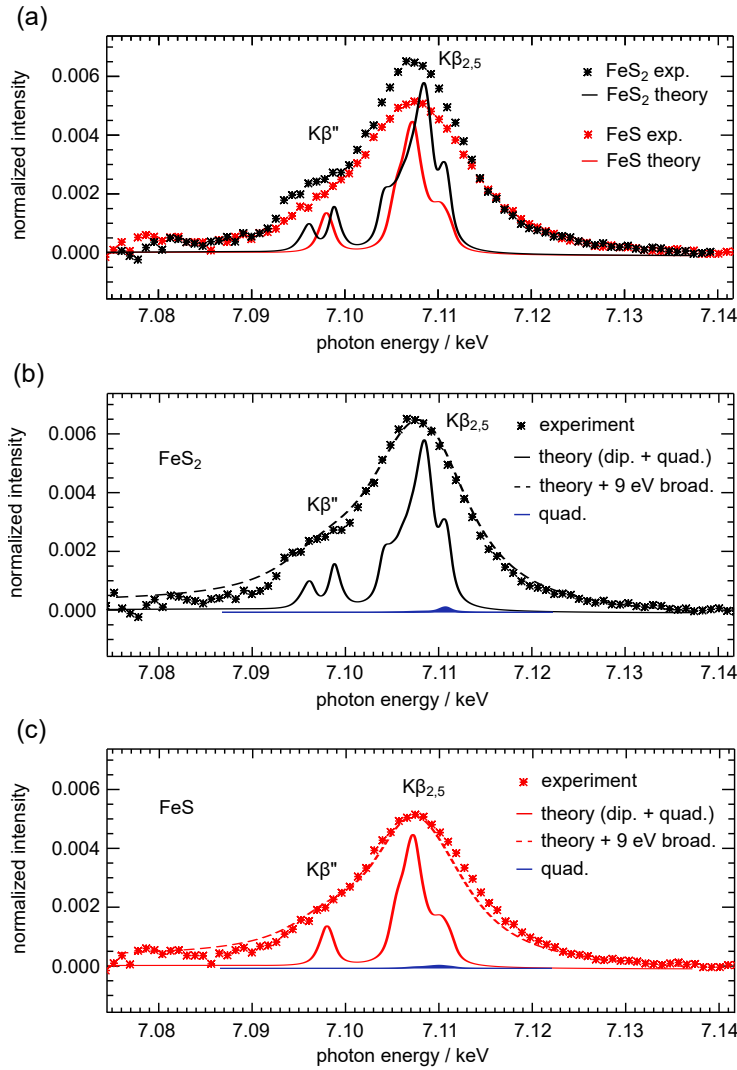 (a)
Kβ2,5
Kβ"
FeS2 exp.
FeS2 theory
FeS exp.
FeS theory
normalized intensity
0.006
0.004
0.002
0.000
7.08 7.09 7.10 7.11 7.12 7.13 7.14
photon energy / keV
(b)
Kβ2,5
Kβ"
FeS2
experiment
theory (dip. + quad.)
theory + 9 eV broad.
quad.
normalized intensity
0.006
0.004
0.002
0.000
7.08 7.09 7.10 7.11 7.12 7.13 7.14
photon energy / keV
(c)
Kβ2,5
Kβ"
FeS
experiment
theory (dip. + quad.)
theory + 9 eV broad.
quad.
normalized intensity
0.006
0.004
0.002
0.000
7.08 7.09 7.10 7.11 7.12 7.13 7.14
photon energy / keV